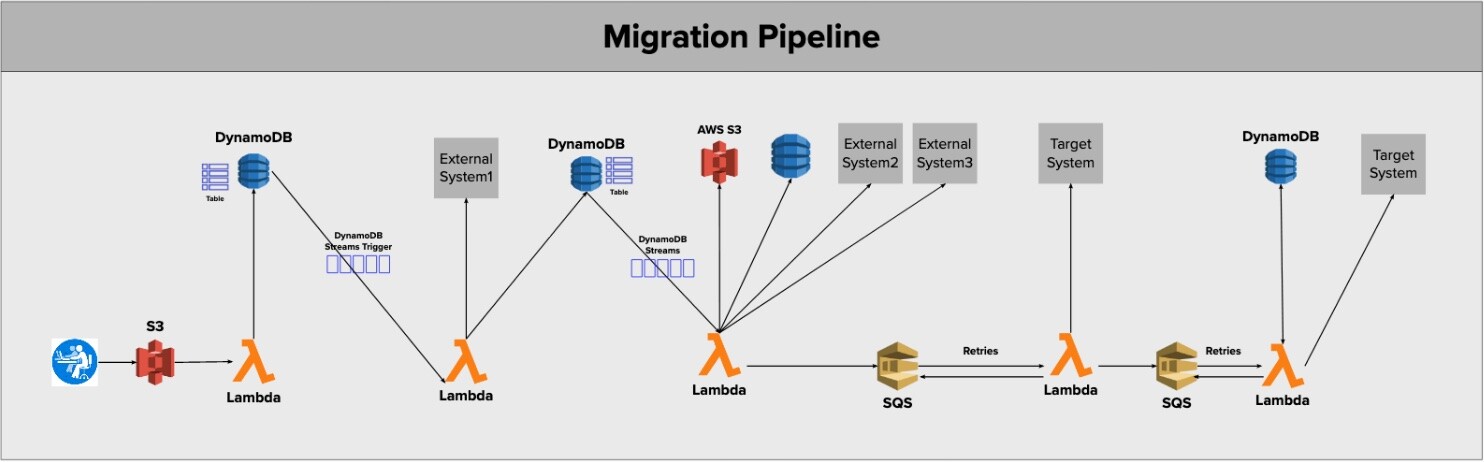 Migration Pipeline
DynamoDB
Table
DynamoDB
Streams Trigger
S3
Lambda
External
System1
Lambda
DynamoDB
Table
DynamoDB
Streams
AWS S3
External
System2
External
System3
Lambda
SQS
Retries
Target
System
Lambda
SQS
Retries
DynamoDB
Lambda
Target
System